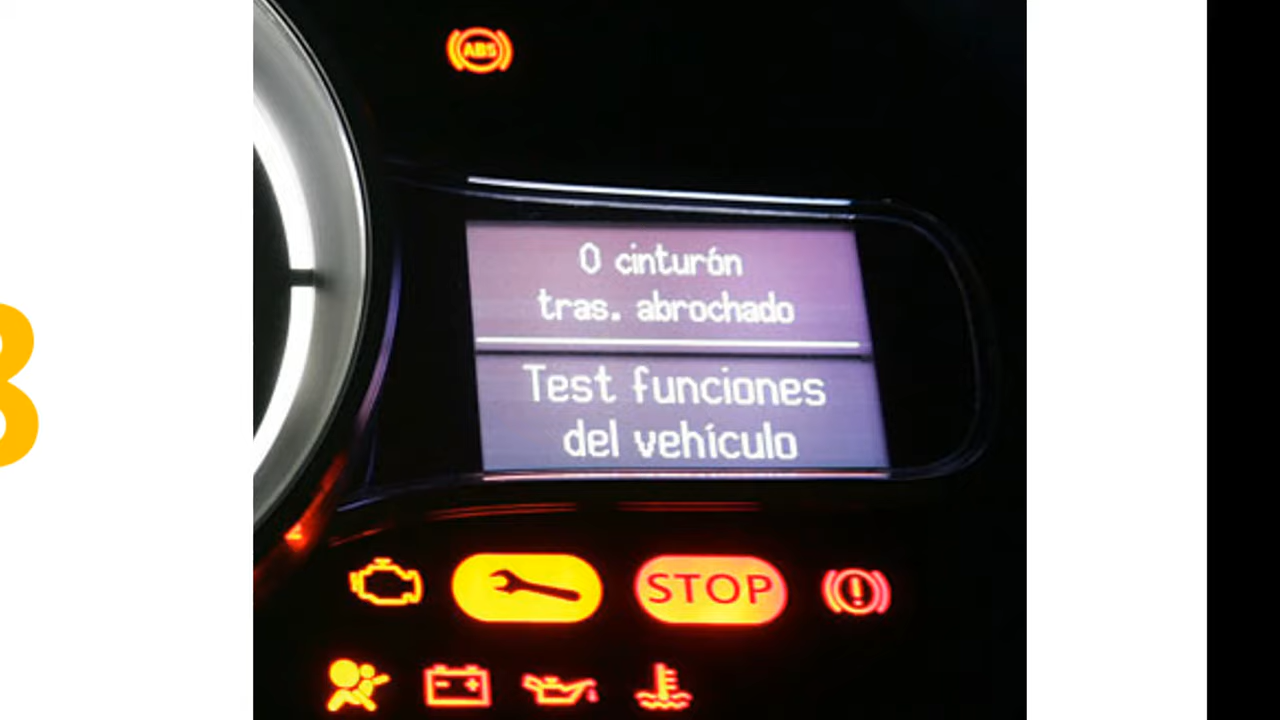 ABS
0 cinturón
tras. abrochado
Test funciones
del vehículo
STOP